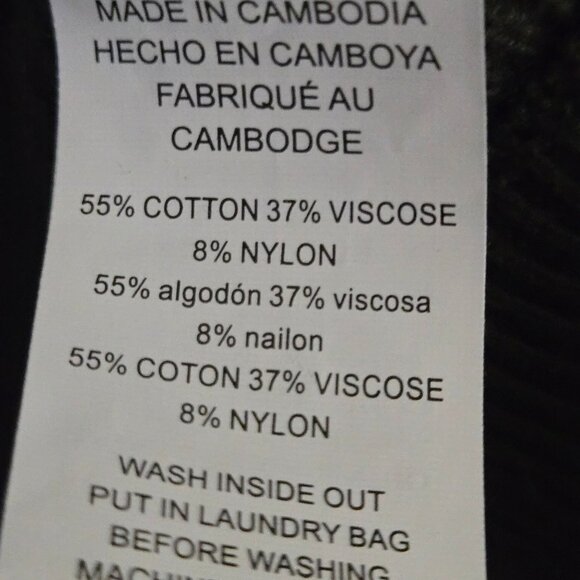 MADE IN CAMBODIA
HECHO EN CAMBOYA
FABRIQUÉ AU
CAMBODGE
55% COTTON 37% VISCOSE
8% NYLON
55% algodón 37% viscosa
8% nailon
55% COTON 37% VISCOSE
8% NYLON
WASH INSIDE OUT
PUT IN LAUNDRY BAG
BEFORE WASHING